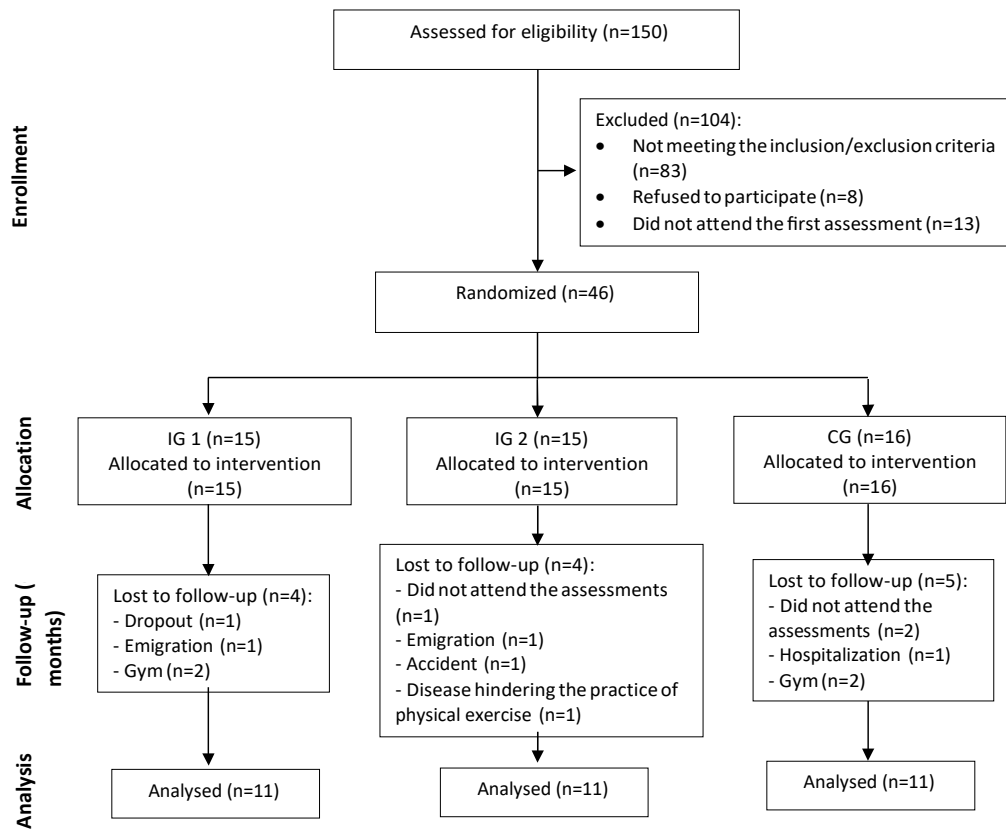 Assessed for eligibility (n=150)
Enrollment
Excluded (n=104):
• Not meeting the inclusion/exclusion criteria
(n=83)
• Refused to participate (n=8)
• Did not attend the first assessment (n=13)
Randomized (n=46)
Allocation
IG 1 (n=15)
Allocated to intervention
(n=15)
IG 2 (n=15)
Allocated to intervention
(n=15)
CG (n=16)
Allocated to intervention
(n=16)
Follow-up (
months)
Lost to follow-up (n=4):
- Dropout (n=1)
- Emigration (n=1)
- Gym (n=2)
Lost to follow-up (n=4):
- Did not attend the assessments
(n=1)
- Emigration (n=1)
- Accident (n=1)
- Disease hindering the practice of
physical exercise (n=1)
Lost to follow-up (n=5):
- Did not attend the
assessments (n=2)
- Hospitalization (n=1)
- Gym (n=2)
Analysis
Analysed (n=11)
Analysed (n=11)
Analysed (n=11)